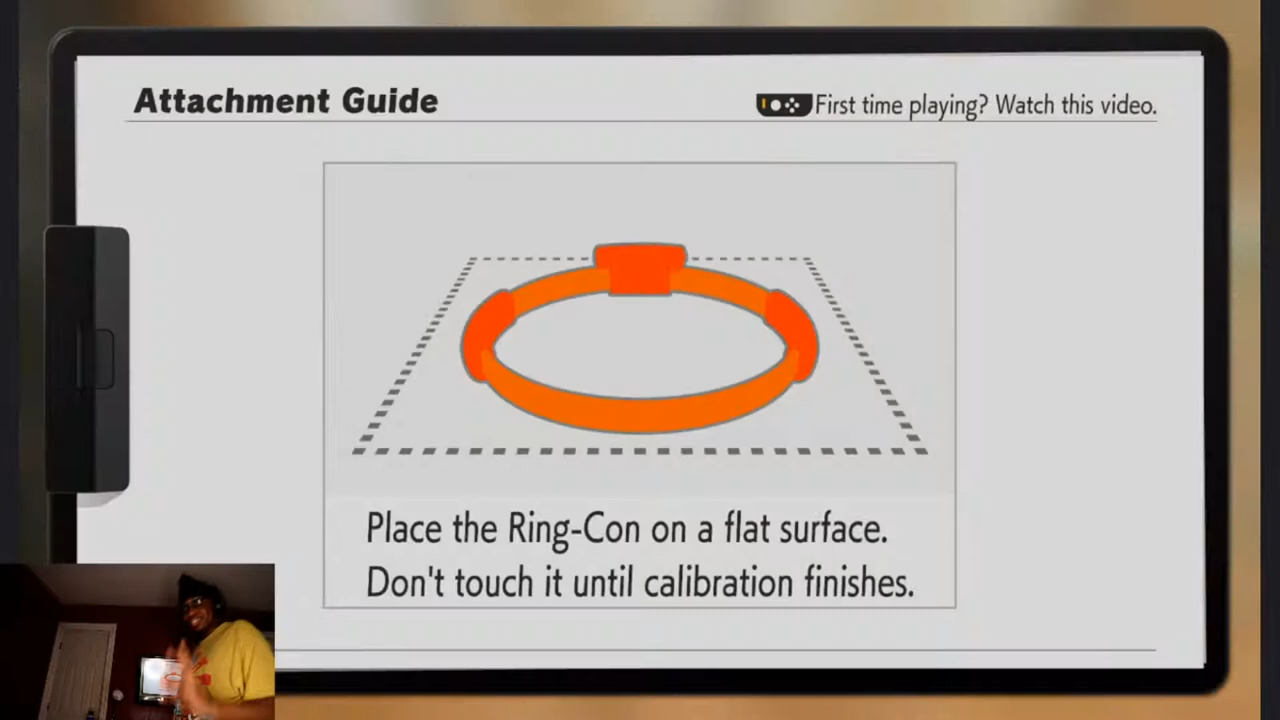 Attachment Guide
First time playing? Watch this video.
Place the Ring-Con on a flat surface.
Don't touch it until calibration finishes.